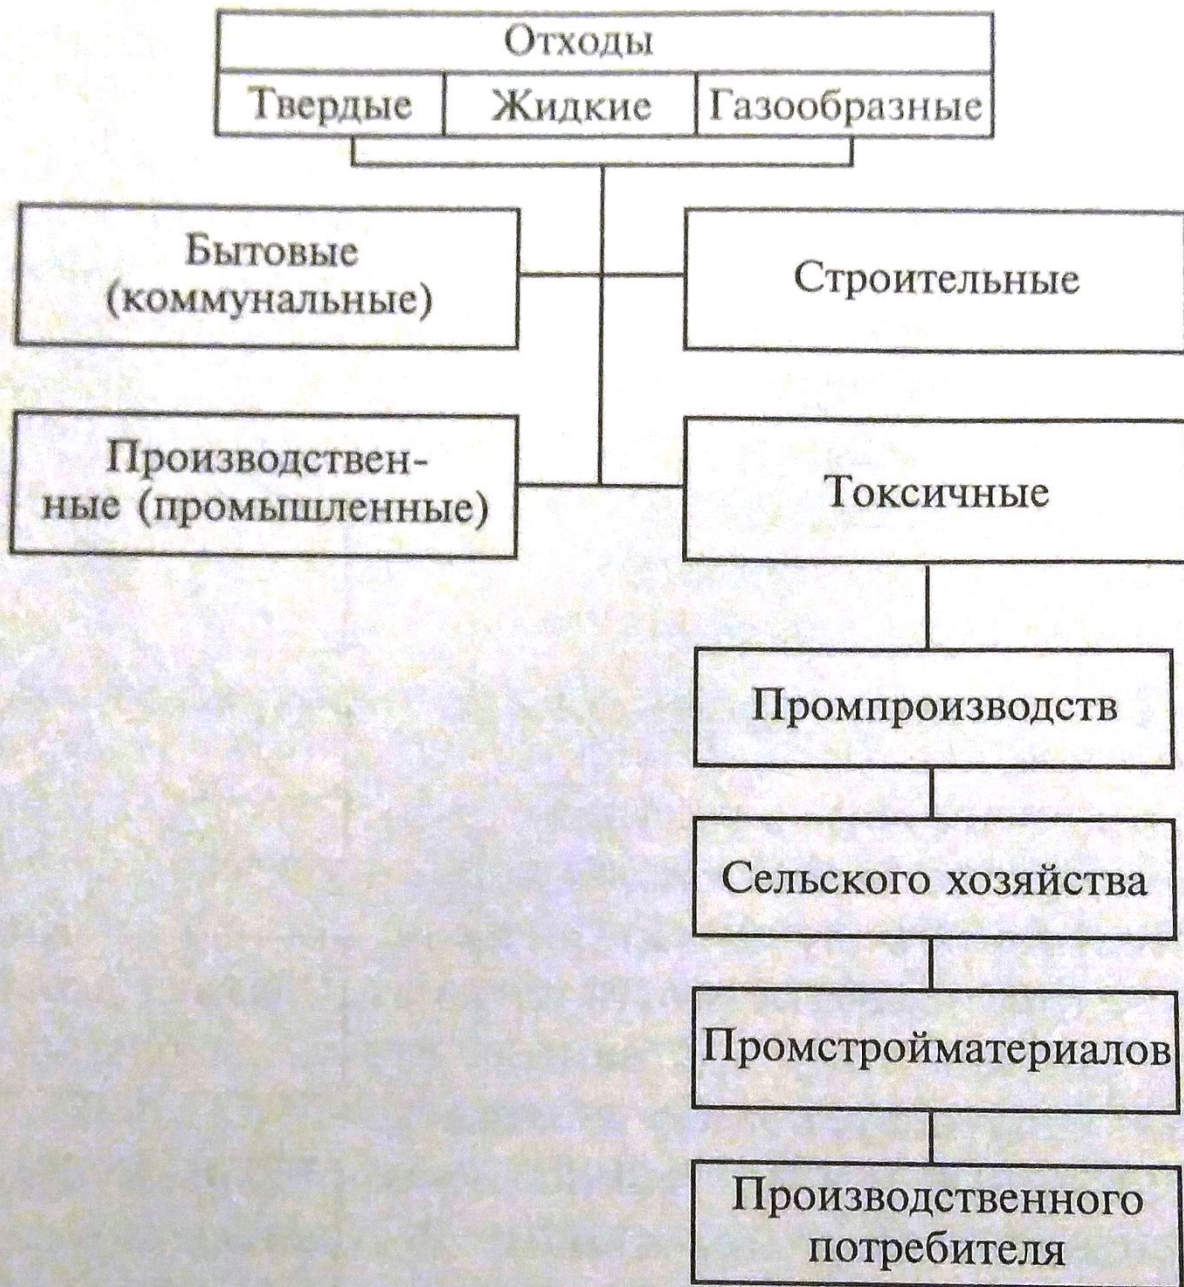 Отходы
Твердые Жидкие Газообразные
Бытовые
(коммунальные)
Строительные
Производствен-
ные (промышленные)
Токсичные
Промпроизводств
Сельского хозяйства
Промстройматериалов
Производственного
потребителя